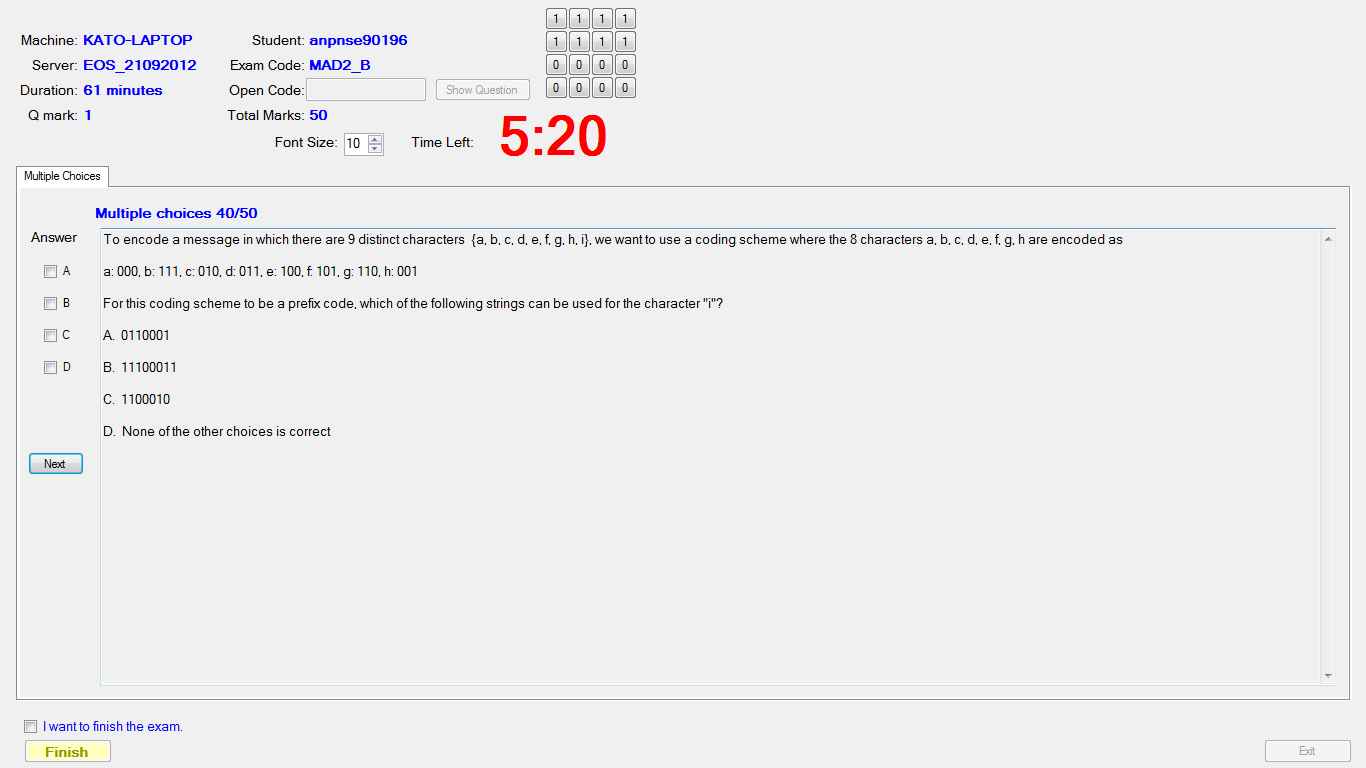 Machine: KATO-LAPTOP Student: anpnse90196
Server: EOS_21092012 Exam Code: MAD2_B
Duration: 61 minutes Open Code: Show Question
Q mark: 1 Total Marks: 50
Font Size: 10 Time Left: 5:20
1 1 1 1
1 1 1 1
0 0 0 0
0 0 0 0
Multiple Choices
Multiple choices 40/50
Answer
A
B
C
D
Next
To encode a message in which there are 9 distinct characters {a, b, c, d, e, f, g, h, i}, we want to use a coding scheme where the 8 characters a, b, c, d, e, f, g, h are encoded as
a: 000, b: 111, c: 010, d: 011, e: 100, f: 101, g: 110, h: 001
For this coding scheme to be a prefix code, which of the following strings can be used for the character "i"?
A. 0110001
B. 11100011
C. 1100010
D. None of the other choices is correct
I want to finish the exam.
Finish
Exit